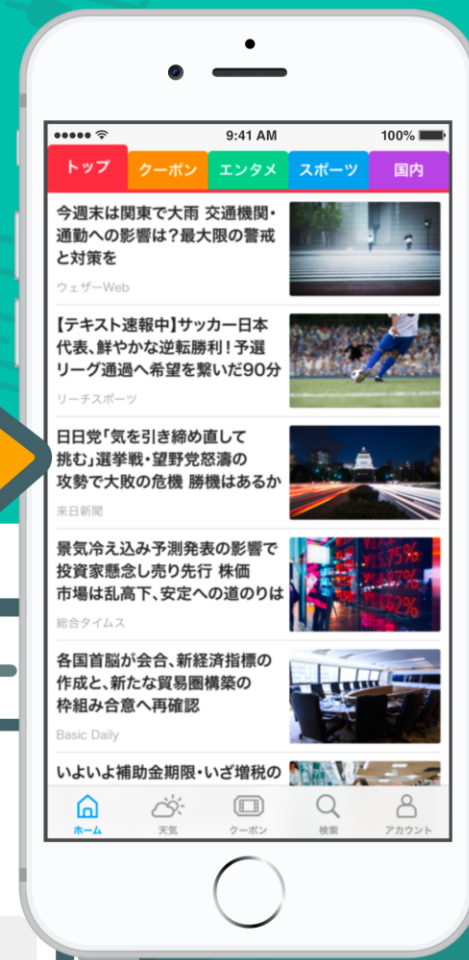 9:41 AM
100%
トップ
クーポン
エンタメ
スポーツ
国内
今週末は関東で大雨 交通機関・
通勤への影響は?最大限の警戒
と対策を
ウェザーWeb
【テキスト速報中】サッカー日本
代表、鮮やかな逆転勝利!予選
リーグ通過へ希望を繋いだ90分
リーチスポーツ
日日党「気を引き締め直して
挑む」選挙戦・望野党怒濤の
攻勢で大敗の危機 勝機はあるか
来日新聞
景気冷え込み予測発表の影響で
投資家懸念し売り先行 株価
市場は乱高下、安定への道のりは
総合タイムス
15.75%
各国首脳が会合、新経済指標の
作成と、新たな貿易圏構築の
枠組み合意へ再確認
Basic Daily
いよいよ補助金期限・いざ増税の
ホーム
天気
クーポン
検索
アカウント